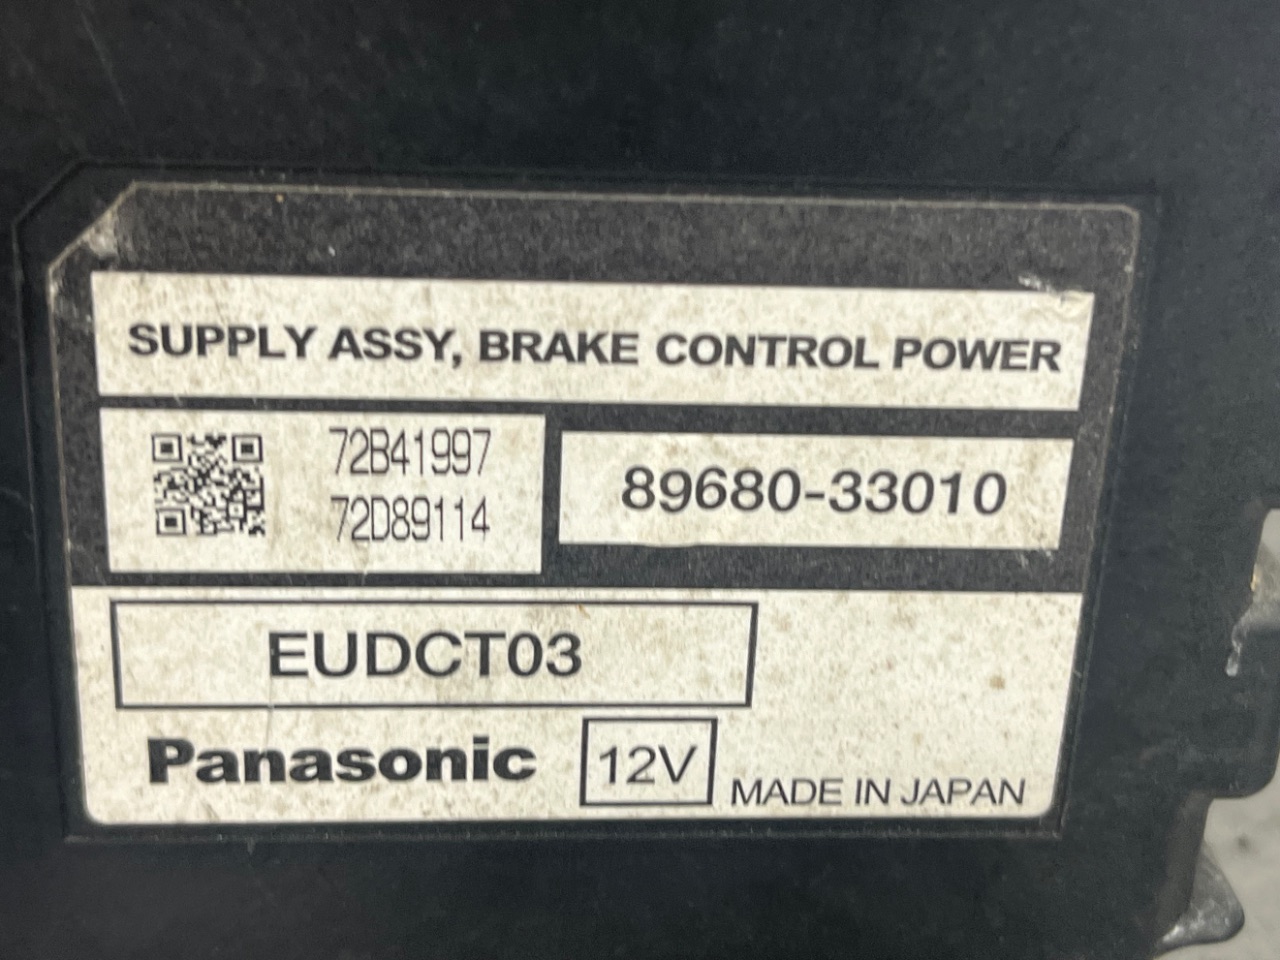 SUPPLY ASSY, BRAKE CONTROL POWER
72B41997
72D89114
89680-33010
EUDCT03
Panasonic
12V
MADE IN JAPAN